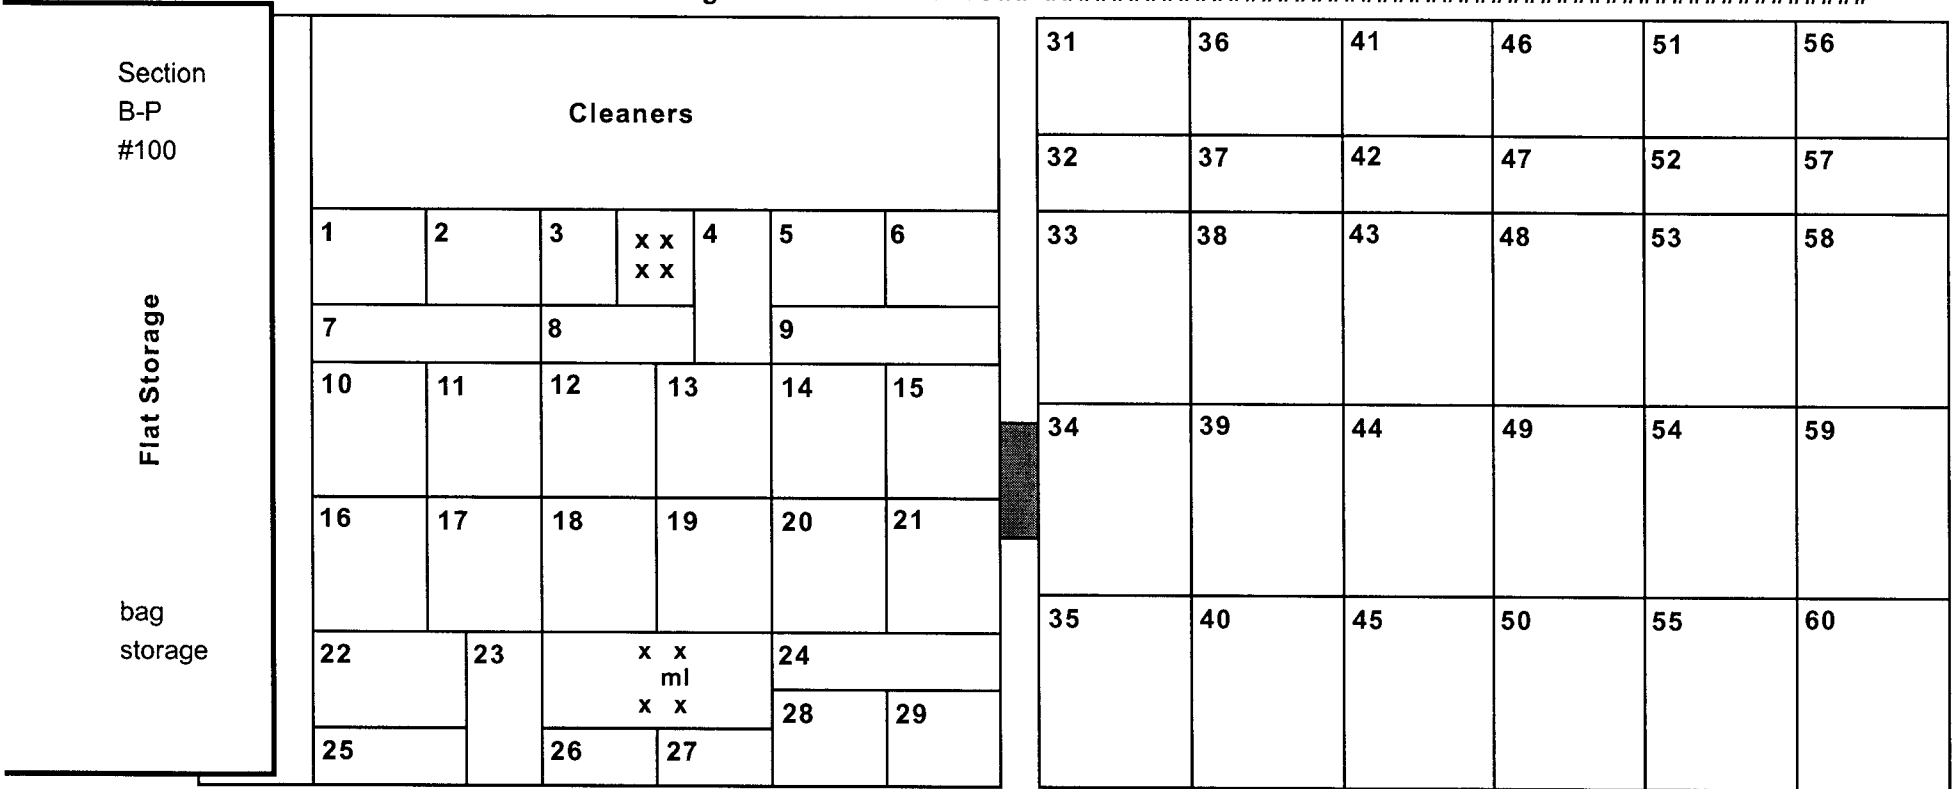 Section
B-P
#100
Flat Storage
bag
storage
Cleaners
1 2 3 x x 4 5 6
x x
7 8 9
10 11 12 13 14 15
16 17 18 19 20 21
22 23 x x 24
ml
x x
28 29
25 26 27
31 36 41 46 51 56
32 37 42 47 52 57
33 38 43 48 53 58
34 39 44 49 54 59
35 40 45 50 55 60